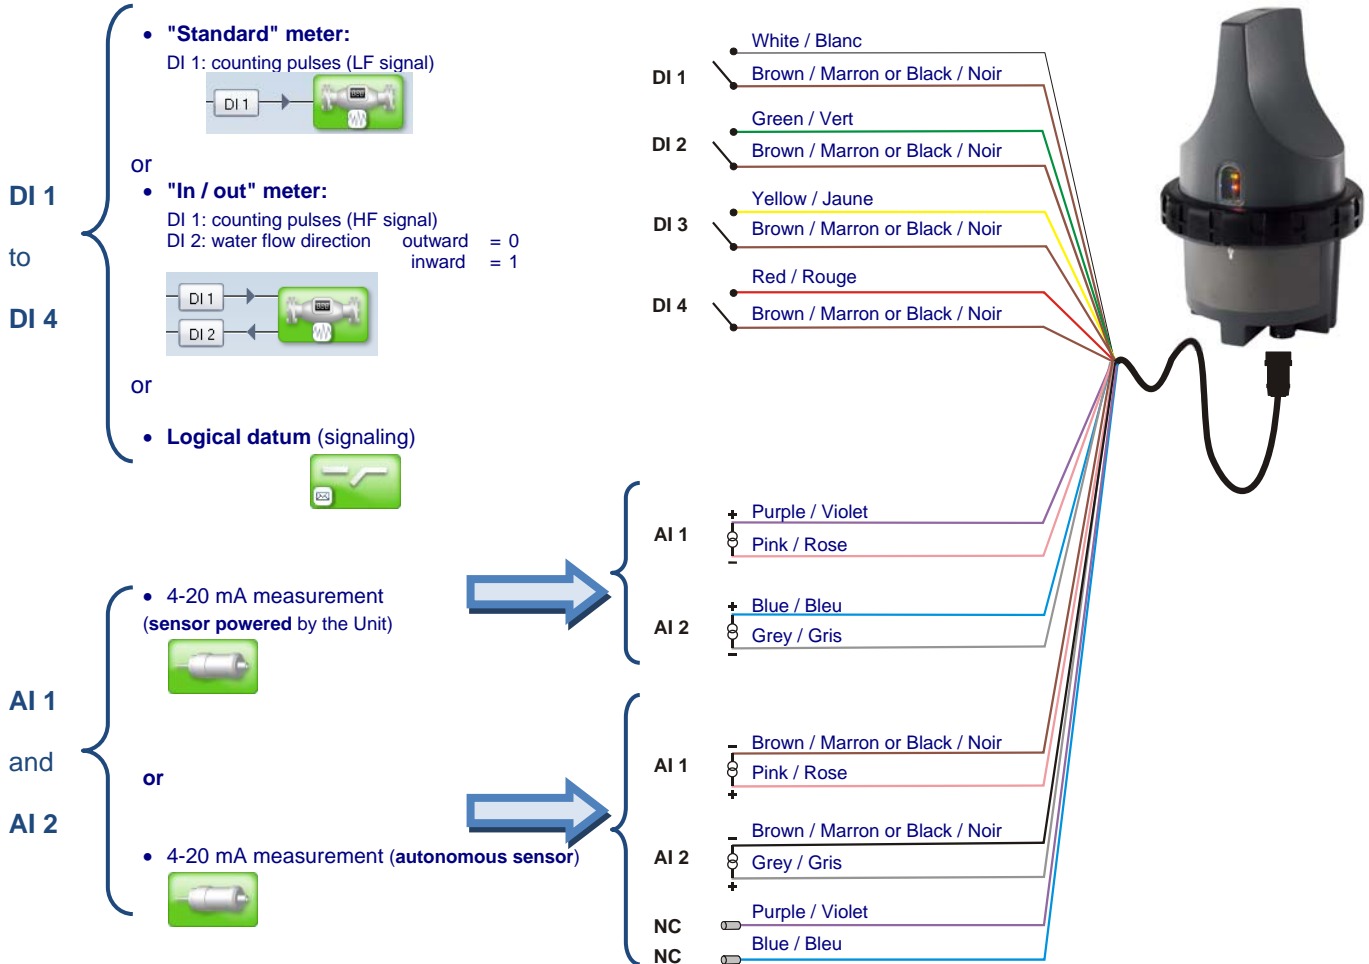 • "Standard" meter:
DI 1: counting pulses (LF signal)
DI 1
or
• "In / out" meter:
DI 1: counting pulses (HF signal)
DI 2: water flow direction outward = 0
inward = 1
DI 1
DI 2
or
• Logical datum (signaling)
DI 1
to
DI 4
• 4-20 mA measurement
(sensor powered by the Unit)
or
• 4-20 mA measurement (autonomous sensor)
AI 1
and
AI 2
White / Blanc
DI 1
Brown / Marron or Black / Noir
Green / Vert
DI 2
Brown / Marron or Black / Noir
Yellow / Jaune
DI 3
Brown / Marron or Black / Noir
Red / Rouge
DI 4
Brown / Marron or Black / Noir
+ Purple / Violet
AI 1
Pink / Rose
−
+ Blue / Bleu
AI 2
Grey / Gris
−
− Brown / Marron or Black / Noir
AI 1
Pink / Rose
+
− Brown / Marron or Black / Noir
AI 2
Grey / Gris
+
Purple / Violet
NC
Blue / Bleu
NC